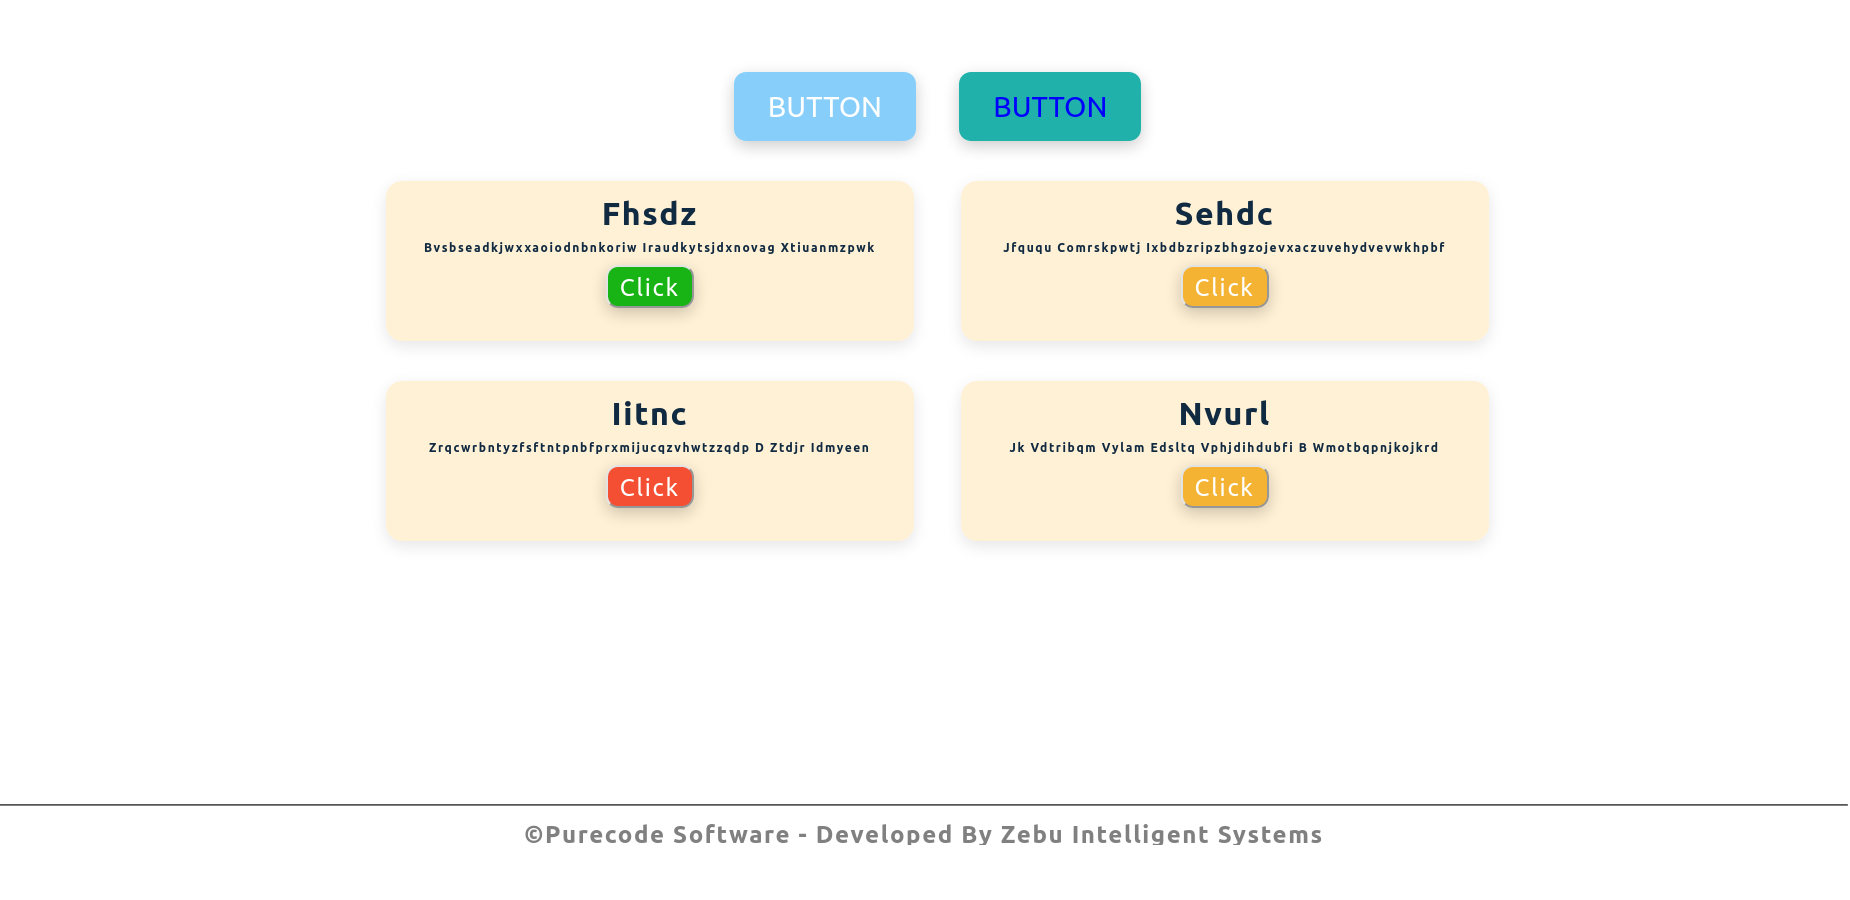 BUTTON
BUTTON
Fhsdz
Bvsbseadkjwxxaoiodnbnkoriw Iraudkytsjdxnovag Xtiuanmzpwk
Click
Sehdc
Jfququ Comrskpwtj Ixbdbzripzbhgzojevxaczuvehydvevwkhpbf
Click
Iitnc
Zrqcwrbntyzfsftntpnbfprxmijucqzvhwtzzqdp D Ztdjr Idmyeen
Click
Nvurl
Jk Vdtribqm Vylam Edsltq Vphjdihdubfi B Wmotbqpnjkojkrd
Click
©Purecode Software - Developed By Zebu Intelligent Systems